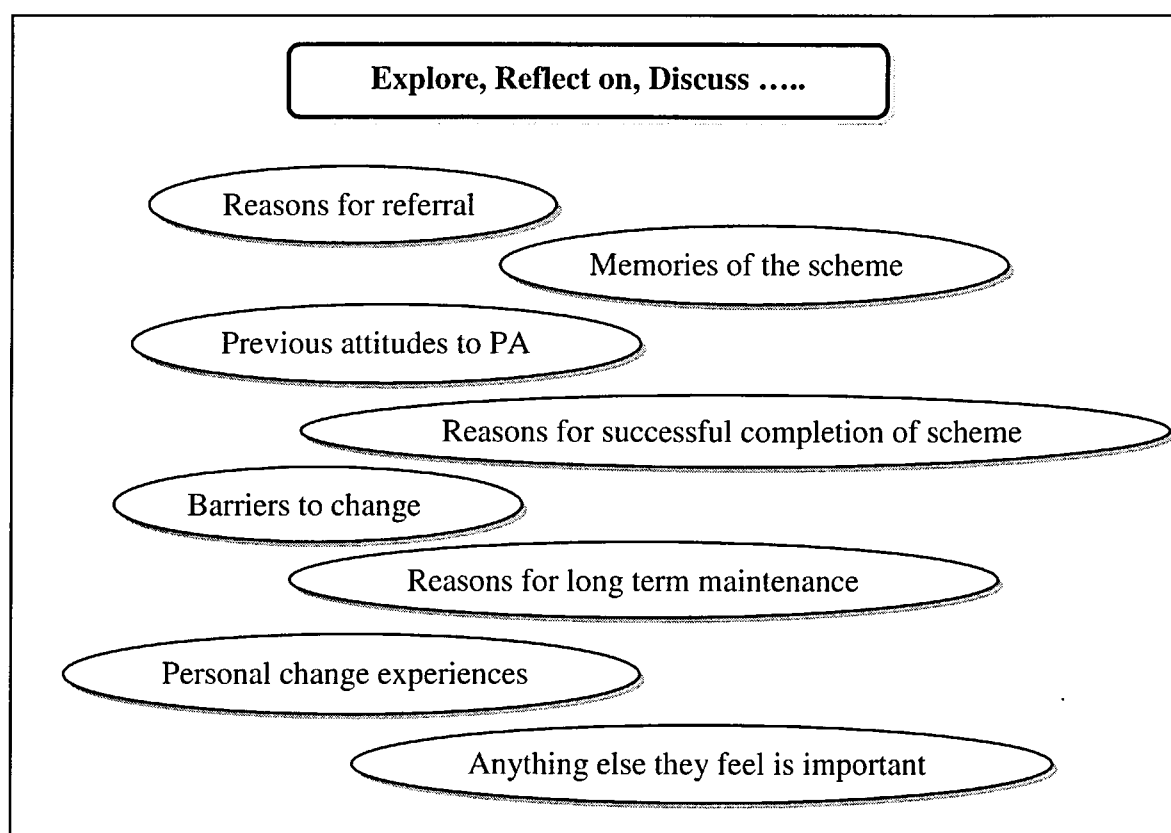 Explore, Reflect on, Discuss …..
Reasons for referral
Memories of the scheme
Previous attitudes to PA
Reasons for successful completion of scheme
Barriers to change
Reasons for long term maintenance
Personal change experiences
Anything else they feel is important